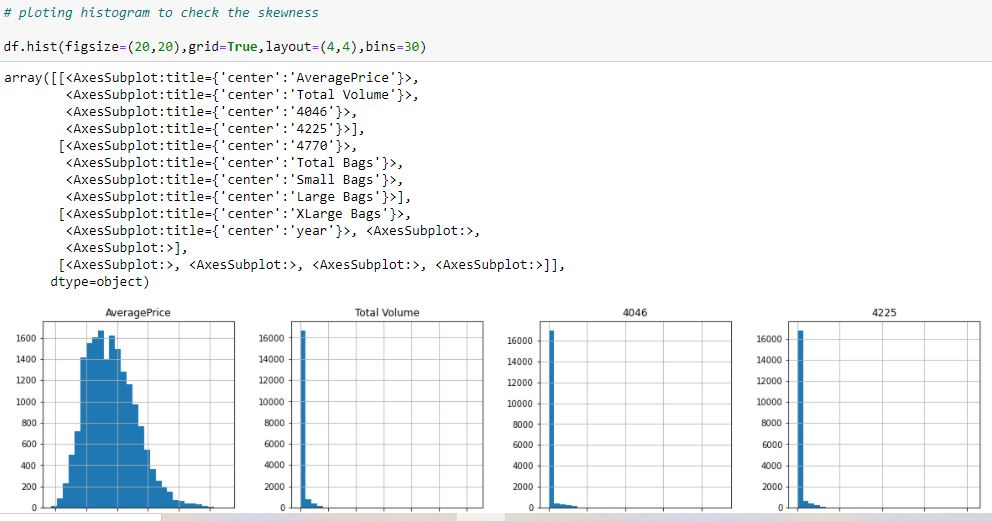 # ploting histogram to check the skewness
df.hist(figsize=(20,20),grid=True,layout=(4,4),bins=30)
array([[<AxesSubplot:title={'center':'AveragePrice'}>,
<AxesSubplot:title={'center':'Total Volume'}>,
<AxesSubplot:title={'center':'4046'}>,
<AxesSubplot:title={'center':'4225'}>],
[<AxesSubplot:title={'center':'4770'}>,
<AxesSubplot:title={'center':'Total Bags'}>,
<AxesSubplot:title={'center':'Small Bags'}>,
<AxesSubplot:title={'center':'Large Bags'}>],
[<AxesSubplot:title={'center':'XLarge Bags'}>,
<AxesSubplot:title={'center':'year'}>, <AxesSubplot:>,
<AxesSubplot:>],
[<AxesSubplot:>, <AxesSubplot:>, <AxesSubplot:>, <AxesSubplot:>]],
dtype=object)
AveragePrice
1600
1400
1200
1000
800
600
400
200
0
Total Volume
16000
14000
12000
10000
8000
6000
4000
2000
0
4046
16000
14000
12000
10000
8000
6000
4000
2000
0
4225
16000
14000
12000
10000
8000
6000
4000
2000
0